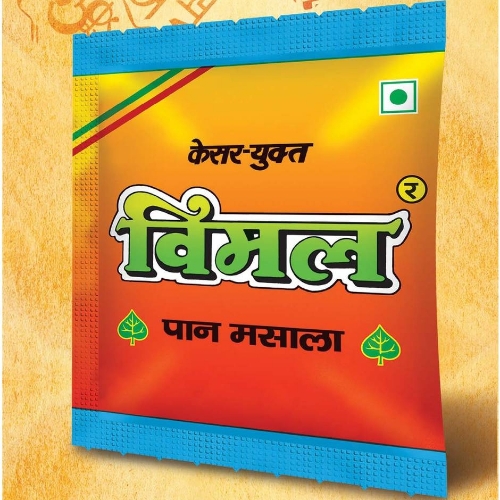 केसर-युक्त
विमल
र
पान मसाला